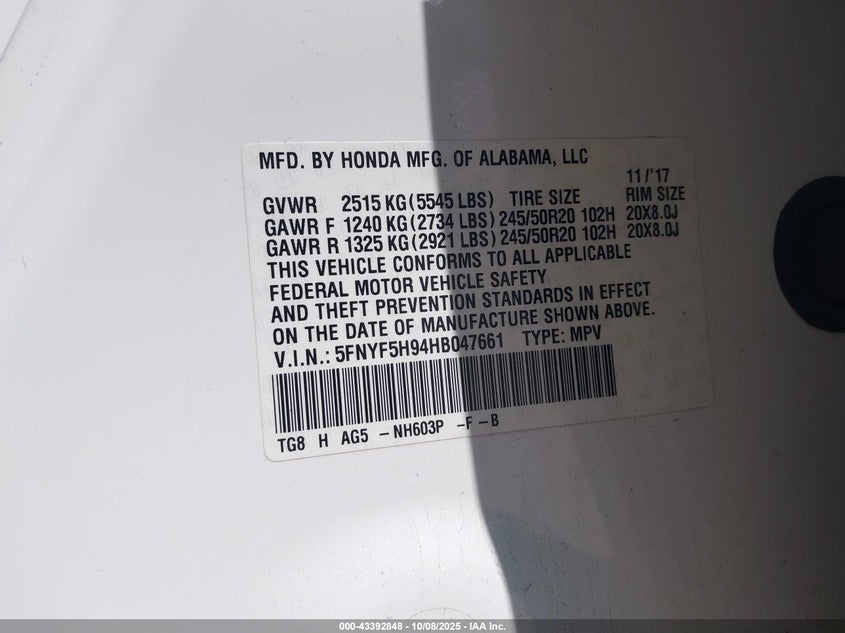 MFD. BY HONDA MFG. OF ALABAMA, LLC
11/'17
GVWR 2515 KG(5545 LBS) TIRE SIZE RIM SIZE
GAWR F 1240 KG(2734 LBS) 245/50R20 102H 20X8.0J
GAWR R 1325 KG(2921 LBS) 245/50R20 102H 20X8.0J
THIS VEHICLE CONFORMS TO ALL APPLICABLE
FEDERAL MOTOR VEHICLE SAFETY
AND THEFT PREVENTION STANDARDS IN EFFECT
ON THE DATE OF MANUFACTURE SHOWN ABOVE.
V.I.N.: 5FNYF5H94HB047661 TYPE: MPV
TG8 H AG5 -NH603P -F-B
000-43392848 - 10/08/2025 - IAA Inc.